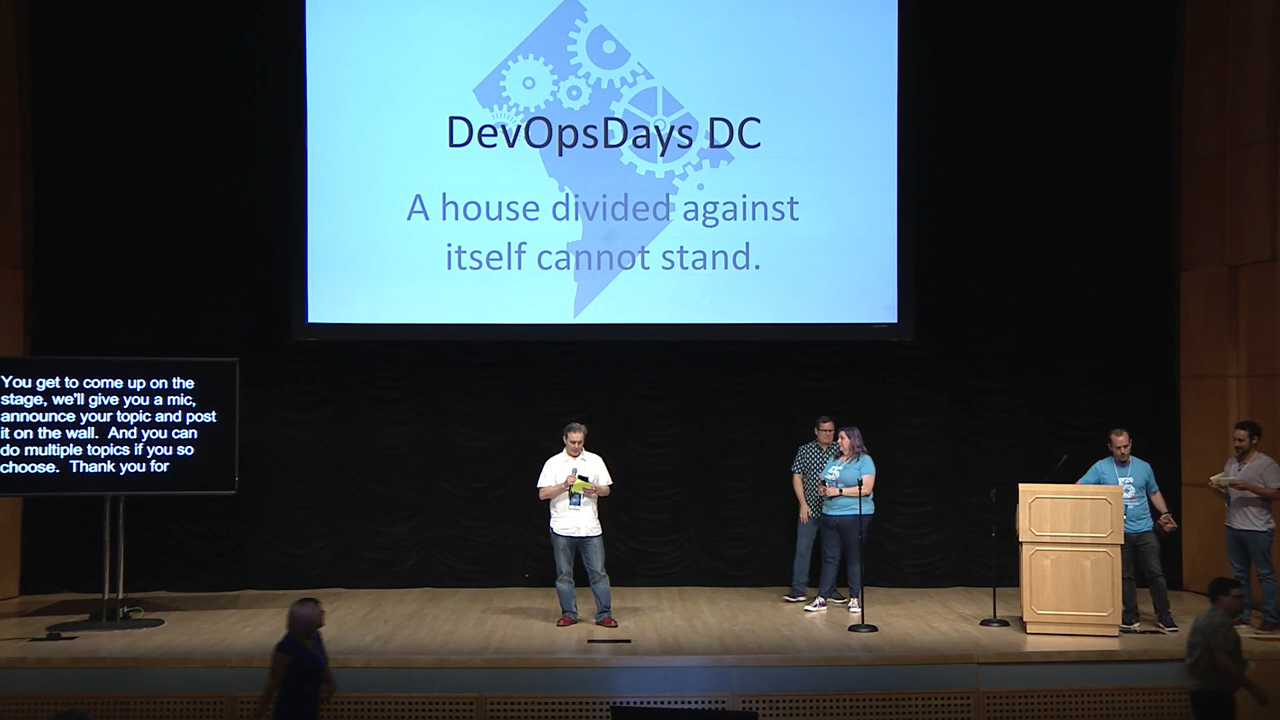 DevOpsDays DC
A house divided against
itself cannot stand.
You get to come up on the
stage, we'll give you a mic,
announce your topic and post
it on the wall.  And you can
do multiple topics if you so
choose.  Thank you for